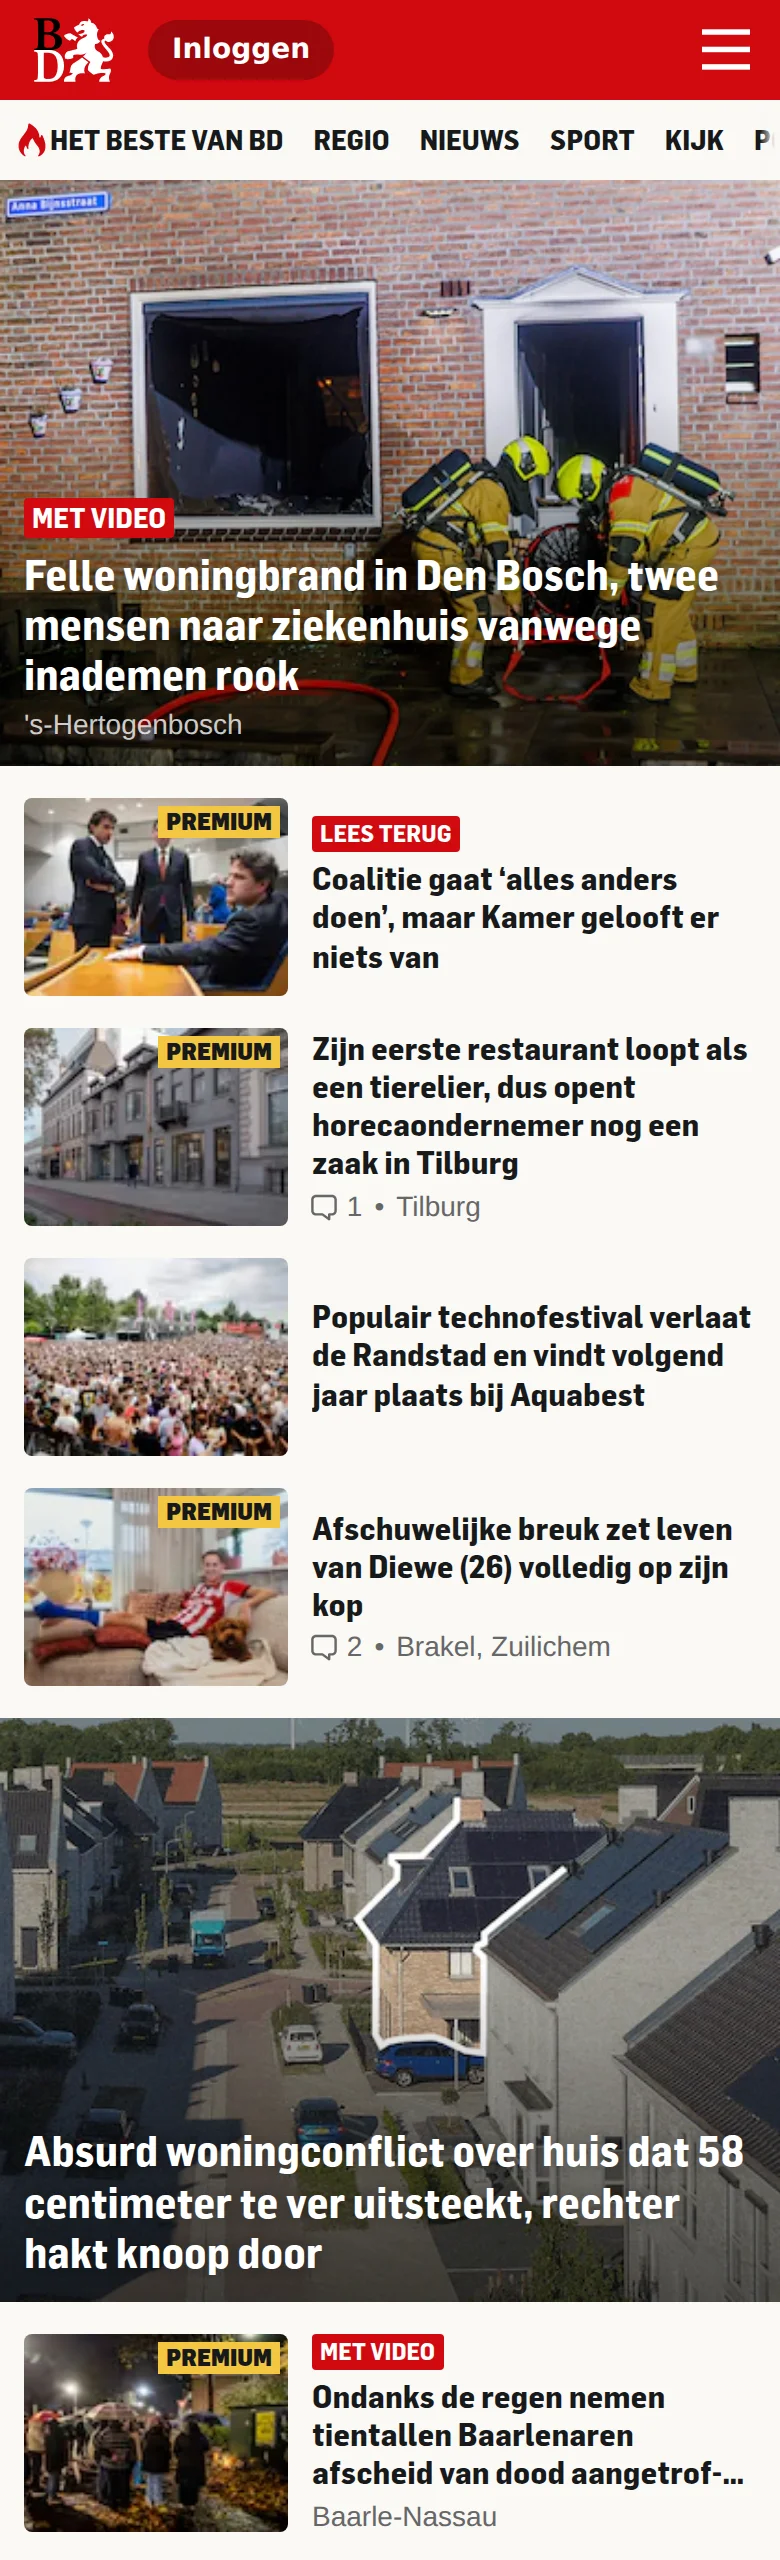 BD
Inloggen
HET BESTE VAN BD REGIO NIEUWS SPORT KIJK
Anna Bijnsstraat
MET VIDEO
Felle woningbrand in Den Bosch, twee
mensen naar ziekenhuis vanwege
inademen rook
's-Hertogenbosch
PREMIUM
LEES TERUG
Coalitie gaat ‘alles anders
doen’, maar Kamer gelooft er
niets van
PREMIUM
Zijn eerste restaurant loopt als
een tierelier, dus opent
horecaondernemer nog een
zaak in Tilburg
1 • Tilburg
Populair technofestival verlaat
de Randstad en vindt volgend
jaar plaats bij Aquabest
PREMIUM
Afschuwelijke breuk zet leven
van Diewe (26) volledig op zijn
kop
2 • Brakel, Zuilichem
Absurd woningconflict over huis dat 58
centimeter te ver uitsteekt, rechter
hakt knoop door
PREMIUM
MET VIDEO
Ondanks de regen nemen
tientallen Baarlenaren
afscheid van dood aangetrof-...
Baarle-Nassau